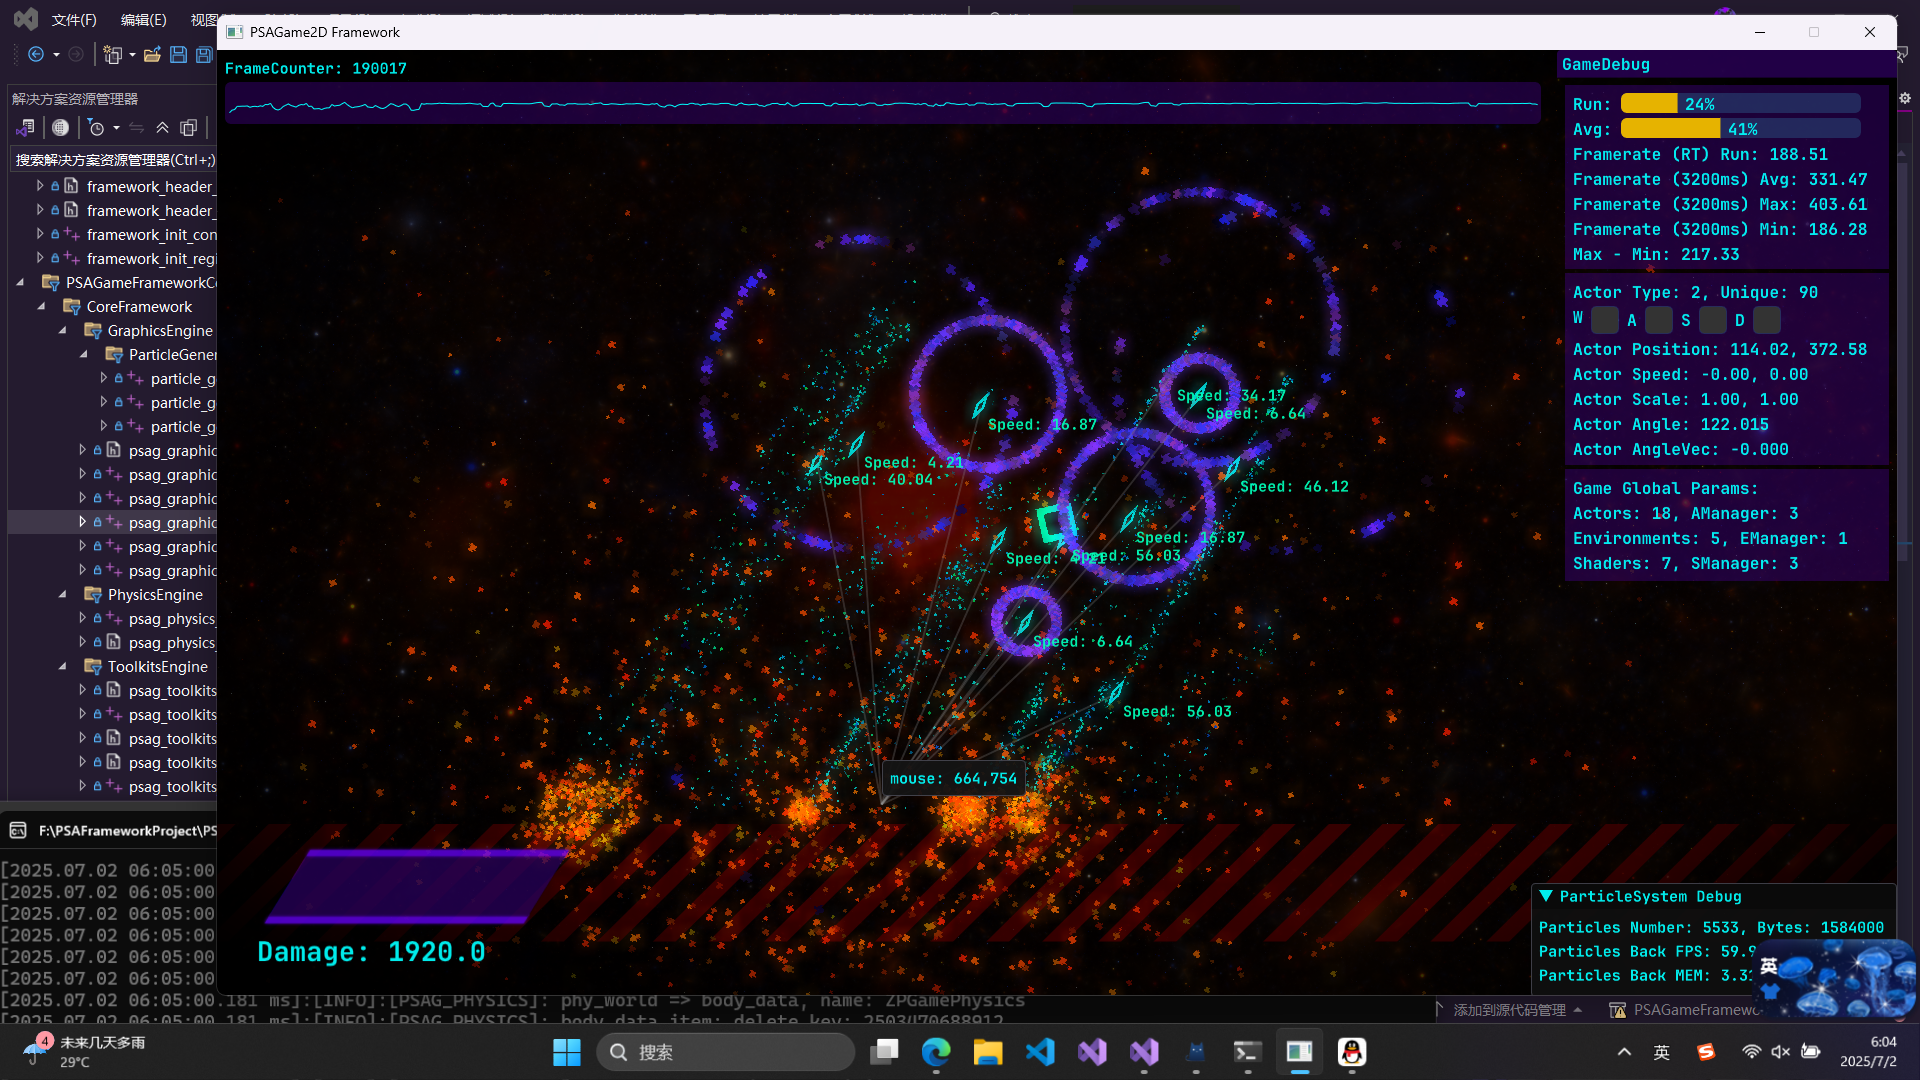 文件(F)
编辑(E)
PSAGame2D Framework
解决方案资源管理器
搜索解决方案资源管理器(Ctrl+;)
framework_header_
framework_header_
framework_init_con
framework_init_regi
PSAGameFrameworkCo
CoreFramework
GraphicsEngine
ParticleGener
particle_g
particle_g
particle_g
psag_graphic
psag_graphic
psag_graphic
psag_graphic
psag_graphic
psag_graphic
PhysicsEngine
psag_physics_
psag_physics_
ToolkitsEngine
psag_toolkits
psag_toolkits
psag_toolkits
psag_toolkits
psag_toolkits
F:\PSAFrameworkProject\PS
[2025.07.02 06:05:00
[2025.07.02 06:05:00
[2025.07.02 06:05:00
[2025.07.02 06:05:00
[2025.07.02 06:05:00
[2025.07.02 06:05:00
[2025.07.02 06:05:00.181 ms]:[INFO]:[PSAG_PHYSICS]: phy_world => body_data, name: ZPGamePhysics
[2025.07.02 06:05:00.181 ms]:[INFO]:[PSAG_PHYSICS]: body_data item: delete key: 2503470688912
FrameCounter: 190017
Speed: 34.17
Speed: 6.64
Speed: 16.87
Speed: 4.21
Speed: 40.04
Speed: 46.12
Speed: 16.87
Speed: 4.21
Speed: 56.03
Speed: 6.64
Speed: 56.03
mouse: 664,754
Damage: 1920.0
GameDebug
Run: 24%
Avg: 41%
Framerate (RT) Run: 188.51
Framerate (3200ms) Avg: 331.47
Framerate (3200ms) Max: 403.61
Framerate (3200ms) Min: 186.28
Max - Min: 217.33
Actor Type: 2, Unique: 90
W A S D
Actor Position: 114.02, 372.58
Actor Speed: -0.00, 0.00
Actor Scale: 1.00, 1.00
Actor Angle: 122.015
Actor AngleVec: -0.000
Game Global Params:
Actors: 18, AManager: 3
Environments: 5, EManager: 1
Shaders: 7, SManager: 3
ParticleSystem Debug
Particles Number: 5533, Bytes: 1584000
Particles Back FPS: 59.9
Particles Back MEM: 3.3
英
添加到源代码管理
PSAGameFramewo
4
未来几天多雨
29°C
搜索
英
6:04
2025/7/2